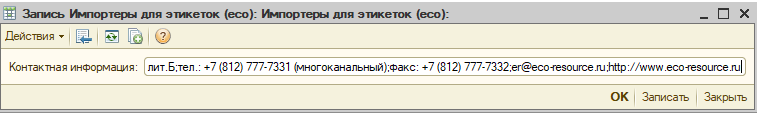 Запись Импортеры для этикеток (eco): Импортеры для этикеток (eco):
Действия
Контактная информация: лит.Б;тел.: +7 (812) 777-7331 (многоканальный);факс: +7 (812) 777-7332;er@eco-resource.ru;http://www.eco-resource.ru
OK Записать Закрыть